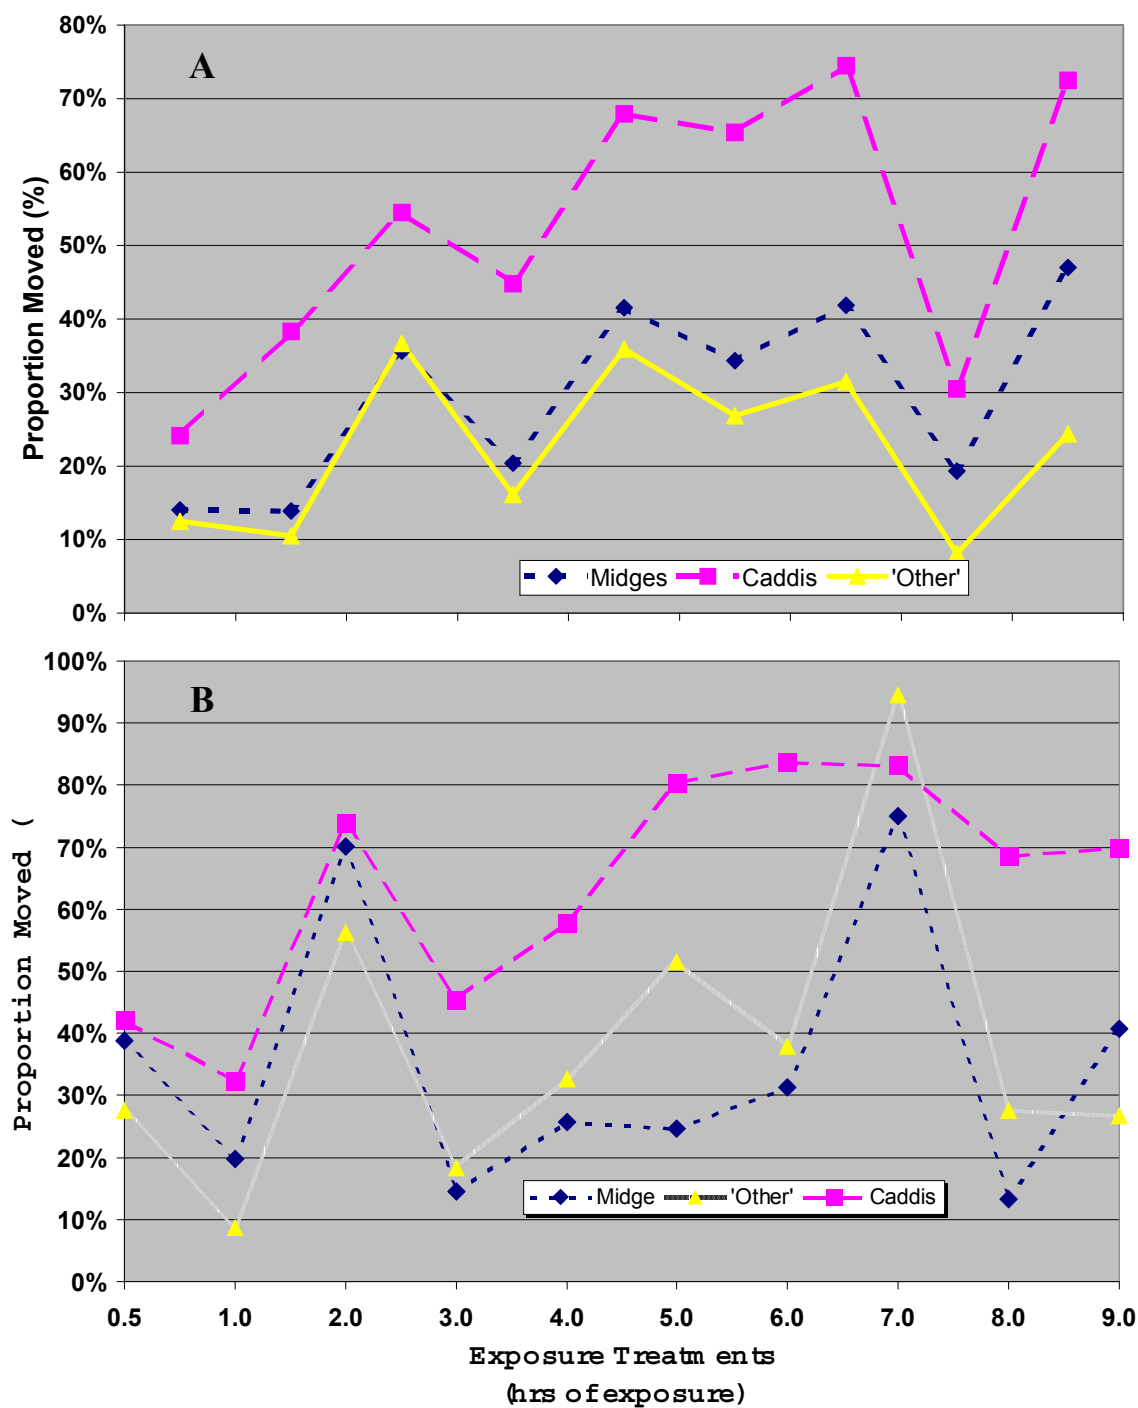 80%
A
70%
60%
50%
40%
30%
20%
10%
0%
Proportion Moved (%)
Midges Caddis 'Other'
100%
B
90%
80%
70%
60%
50%
40%
30%
20%
10%
0%
Proportion Moved (
Midge 'Other' Caddis
0.5 1.0 2.0 3.0 4.0 5.0 6.0 7.0 8.0 9.0
Exposure Treatments
(hrs of exposure)